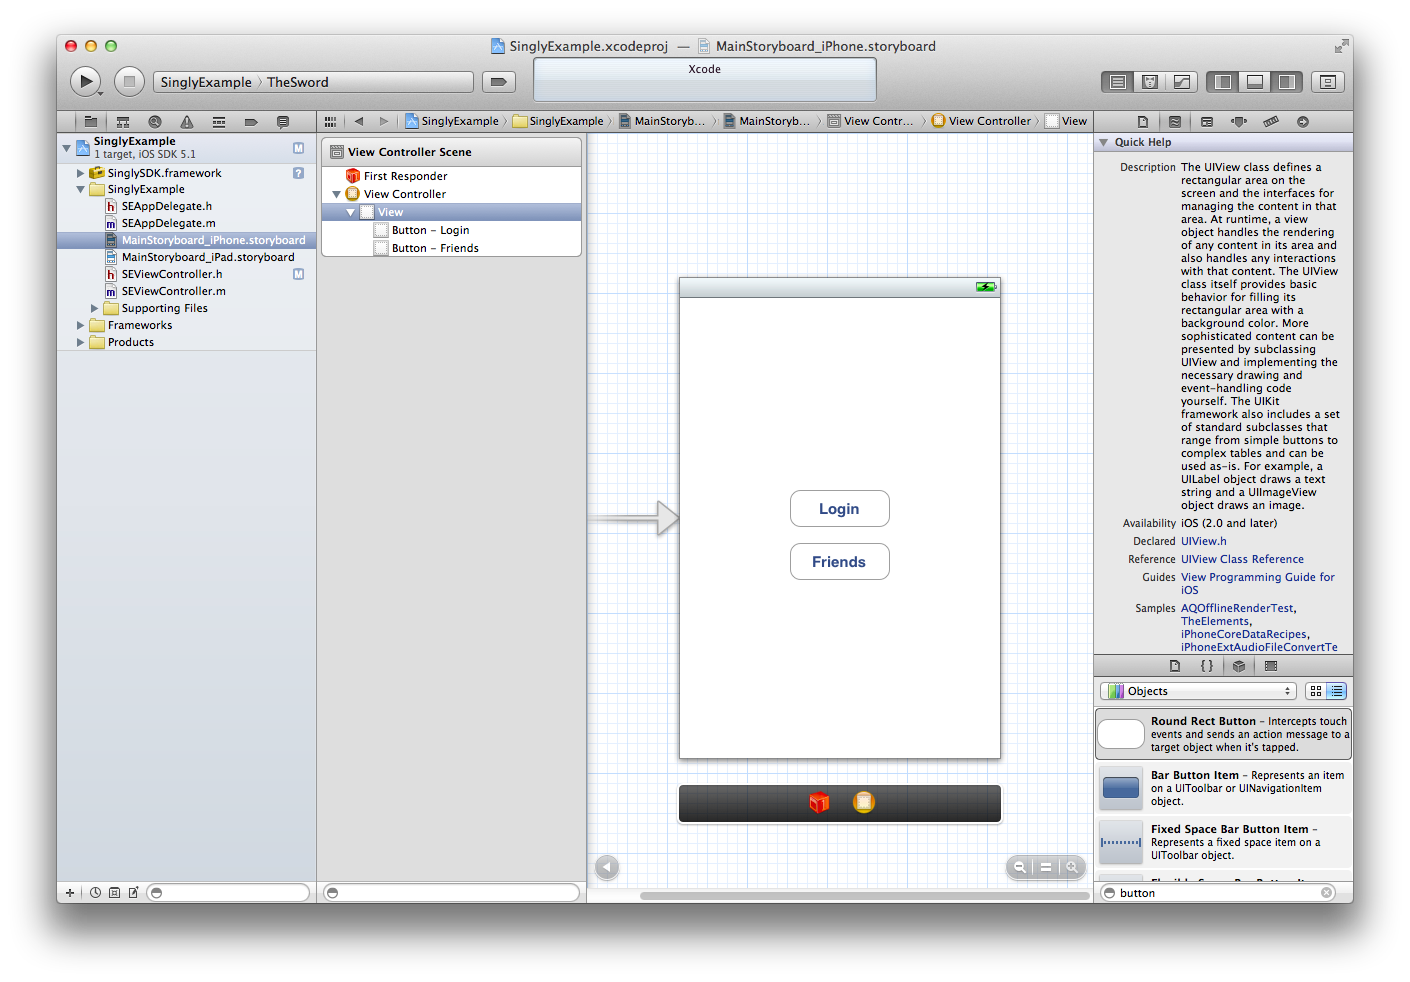 SinglyExample.xcodeproj — MainStoryboard_iPhone.storyboard
SinglyExample 〉 TheSword
Xcode
SinglyExample 〉 SinglyExample 〉 MainStoryb... 〉 MainStoryb... 〉 View Contr... 〉 View Controller 〉 View
SinglyExample
1 target, iOS SDK 5.1
M
SinglySDK.framework
?
SinglyExample
h SEAppDelegate.h
m SEAppDelegate.m
MainStoryboard_iPhone.storyboard
MainStoryboard_iPad.storyboard
h SEViewController.h
M
m SEViewController.m
Supporting Files
Frameworks
Products
View Controller Scene
First Responder
View Controller
View
Button – Login
Button – Friends
Login
Friends
Quick Help
Description The UIView class defines a
rectangular area on the
screen and the interfaces for
managing the content in that
area. At runtime, a view
object handles the rendering
of any content in its area and
also handles any interactions
with that content. The UIView
class itself provides basic
behavior for filling its
rectangular area with a
background color. More
sophisticated content can be
presented by subclassing
UIView and implementing the
necessary drawing and
event-handling code
yourself. The UIKit
framework also includes a set
of standard subclasses that
range from simple buttons to
complex tables and can be
used as-is. For example, a
UILabel object draws a text
string and a UIImageView
object draws an image.
Availability iOS (2.0 and later)
Declared UIView.h
Reference UIView Class Reference
Guides View Programming Guide for
iOS
Samples AQOfflineRenderTest,
TheElements,
iPhoneCoreDataRecipes,
iPhoneExtAudioFileConvertTe
{ }
Objects
Round Rect Button – Intercepts touch
events and sends an action message to a
target object when it's tapped.
Bar Button Item – Represents an item
on a UIToolbar or UINavigationItem
object.
Fixed Space Bar Button Item –
Represents a fixed space item on a
UIToolbar object.
button